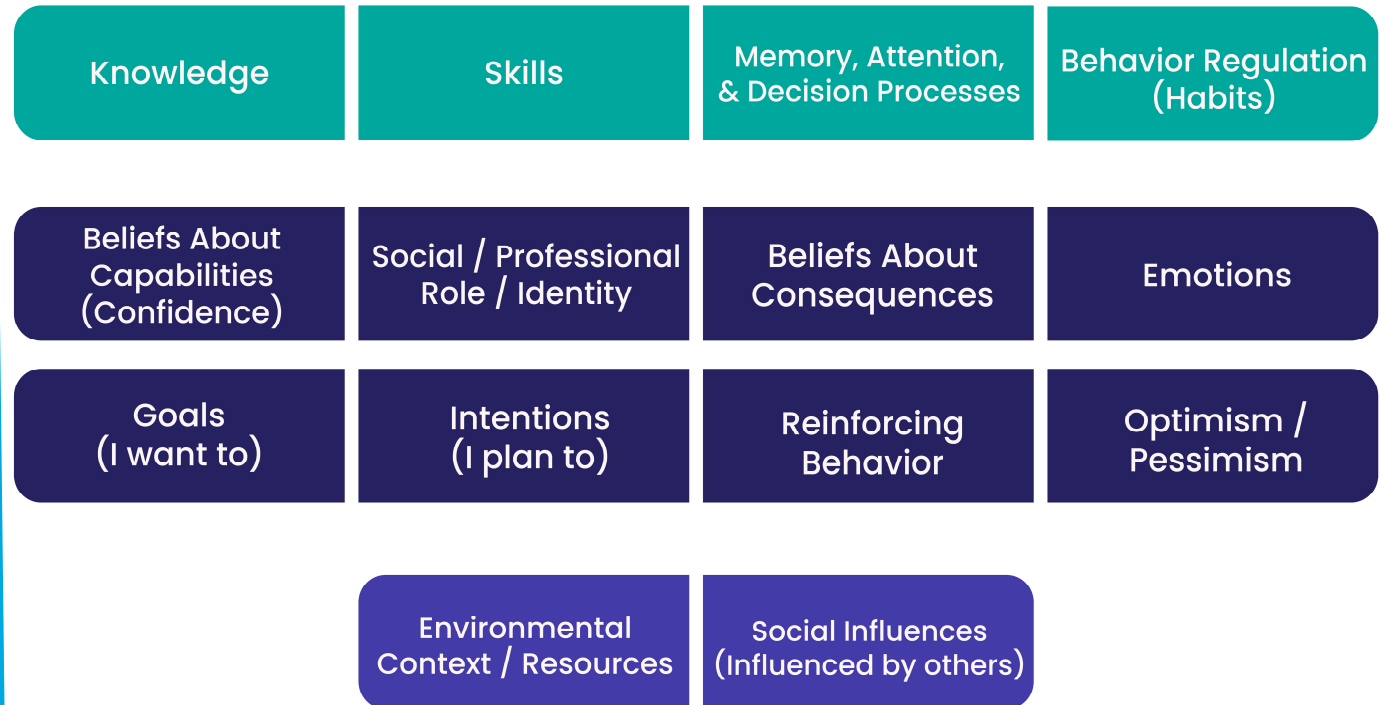 Knowledge
Skills
Memory, Attention,
& Decision Processes
Behavior Regulation
(Habits)
Beliefs About
Capabilities
(Confidence)
Social / Professional
Role / Identity
Beliefs About
Consequences
Emotions
Goals
(I want to)
Intentions
(I plan to)
Reinforcing
Behavior
Optimism /
Pessimism
Environmental
Context / Resources
Social Influences
(Influenced by others)